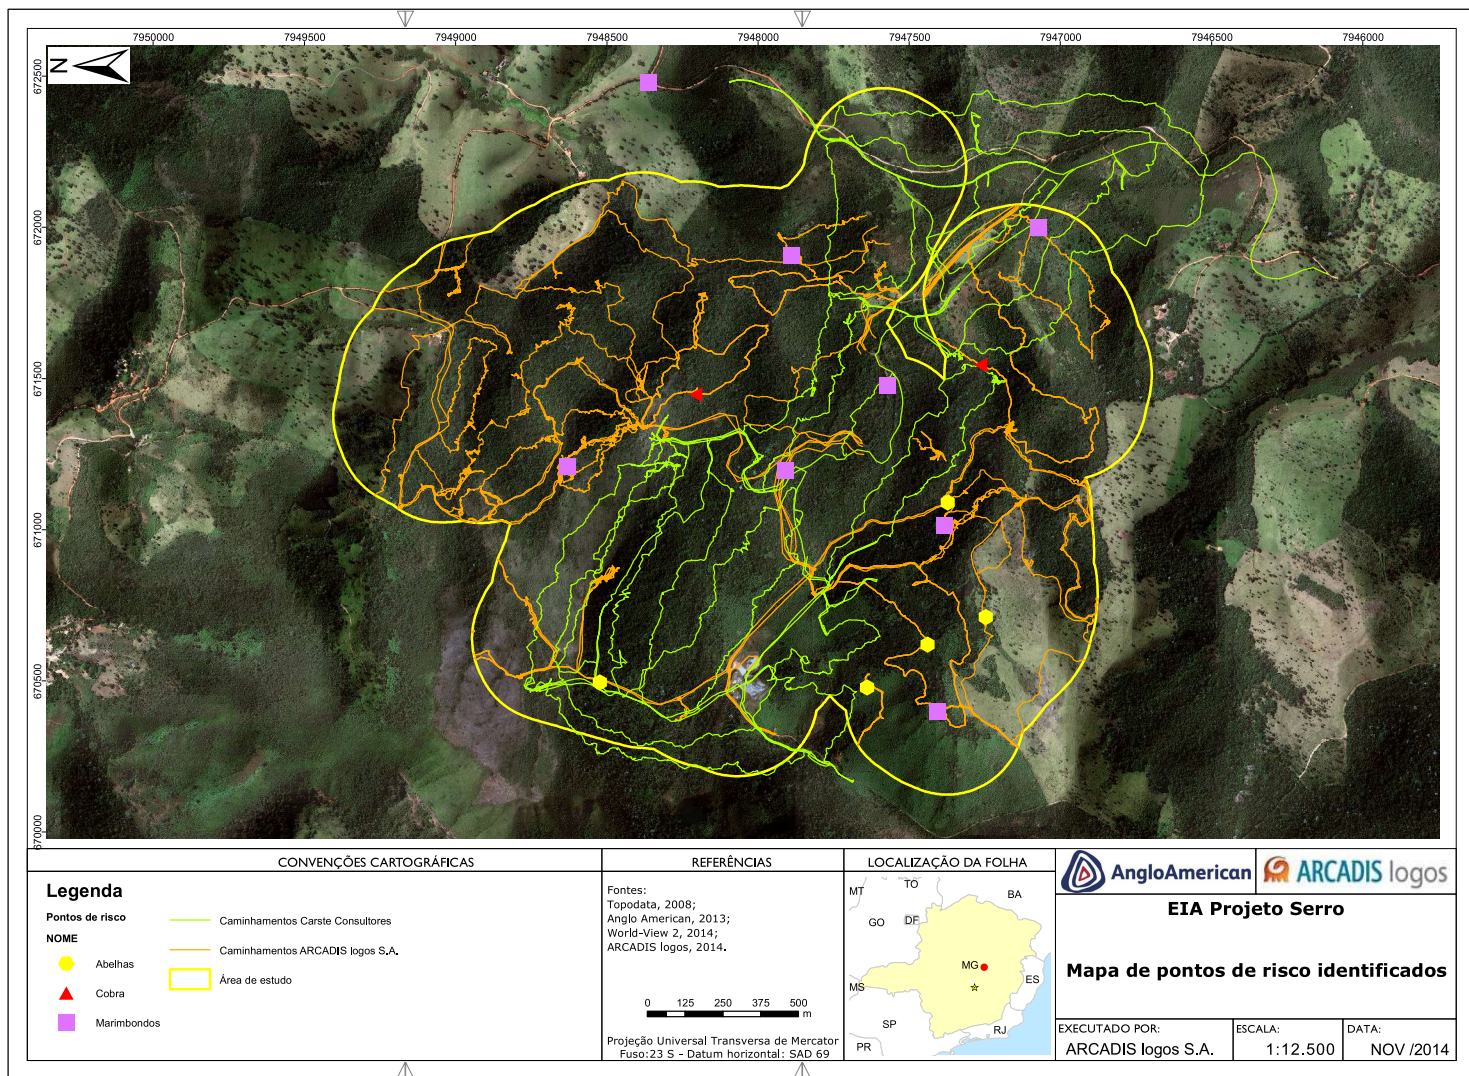 7950000 7949500 7949000 7948500 7948000 7947500 7947000 7946500 7946000
672500
672000
671500
671000
670500
670000
N
CONVENÇÕES CARTOGRÁFICAS
Legenda
Pontos de risco
NOME
Abelhas
Cobra
Marimbondos
Caminhamentos Carste Consultores
Caminhamentos ARCADIS logos S.A.
Área de estudo
REFERÊNCIAS
Fontes:
Topodata, 2008;
Anglo American, 2013;
World-View 2, 2014;
ARCADIS logos, 2014.
0 125 250 375 500
m
Projeção Universal Transversa de Mercator
Fuso:23 S - Datum horizontal: SAD 69
LOCALIZAÇÃO DA FOLHA
MT
TO
BA
GO
DF
MG
MS
ES
SP
RJ
PR
AngloAmerican
ARCADIS logos
EIA Projeto Serro
Mapa de pontos de risco identificados
EXECUTADO POR:
ARCADIS logos S.A.
ESCALA:
1:12.500
DATA:
NOV /2014